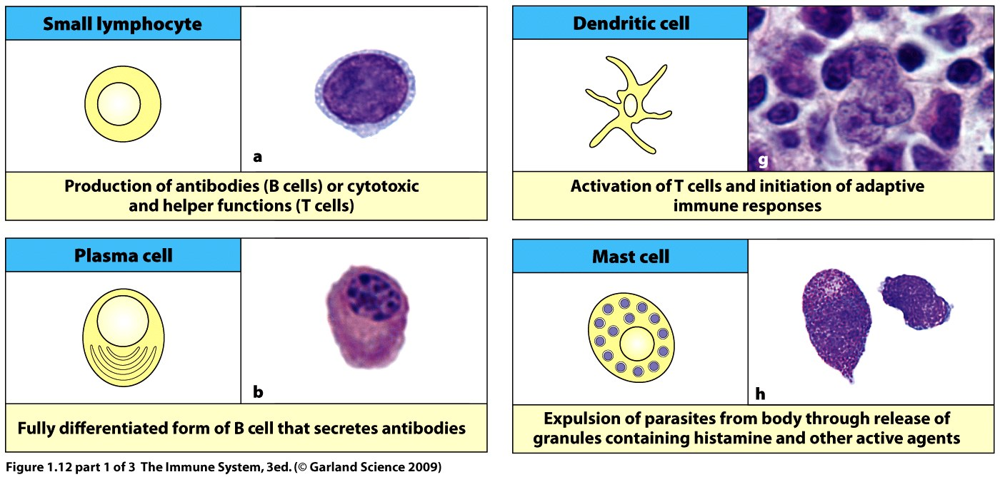 Small lymphocyte
a
Production of antibodies (B cells) or cytotoxic
and helper functions (T cells)
Dendritic cell
g
Activation of T cells and initiation of adaptive
immune responses
Plasma cell
b
Fully differentiated form of B cell that secretes antibodies
Mast cell
h
Expulsion of parasites from body through release of
granules containing histamine and other active agents
Figure 1.12 part 1 of 3 The Immune System, 3ed. (© Garland Science 2009)